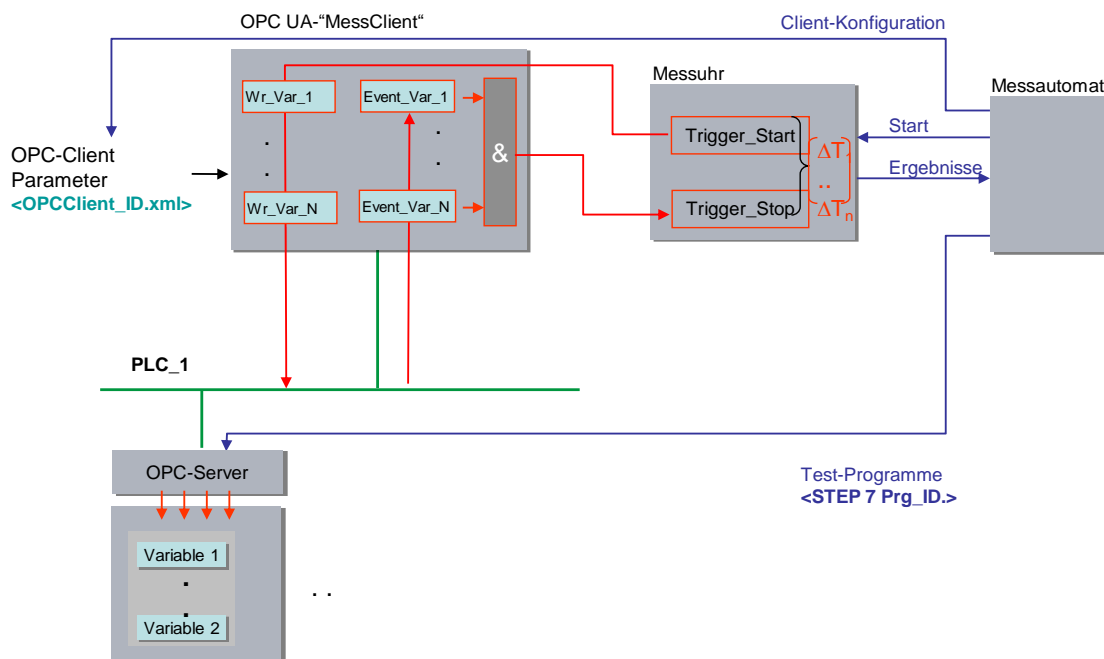 OPC UA-“MessClient“
Client-Konfiguration
Messuhr
Messautomat
Wr_Var_1
Event_Var_1
Trigger_Start
ΔT1
Start
.
.
.
.
&
OPC-Client
Parameter
<OPCClient_ID.xml>
..
Ergebnisse
Wr_Var_N
Event_Var_N
Trigger_Stop
ΔTn
PLC_1
OPC-Server
Test-Programme
<STEP 7 Prg_ID.>
Variable 1
.
.
. .
Variable 2